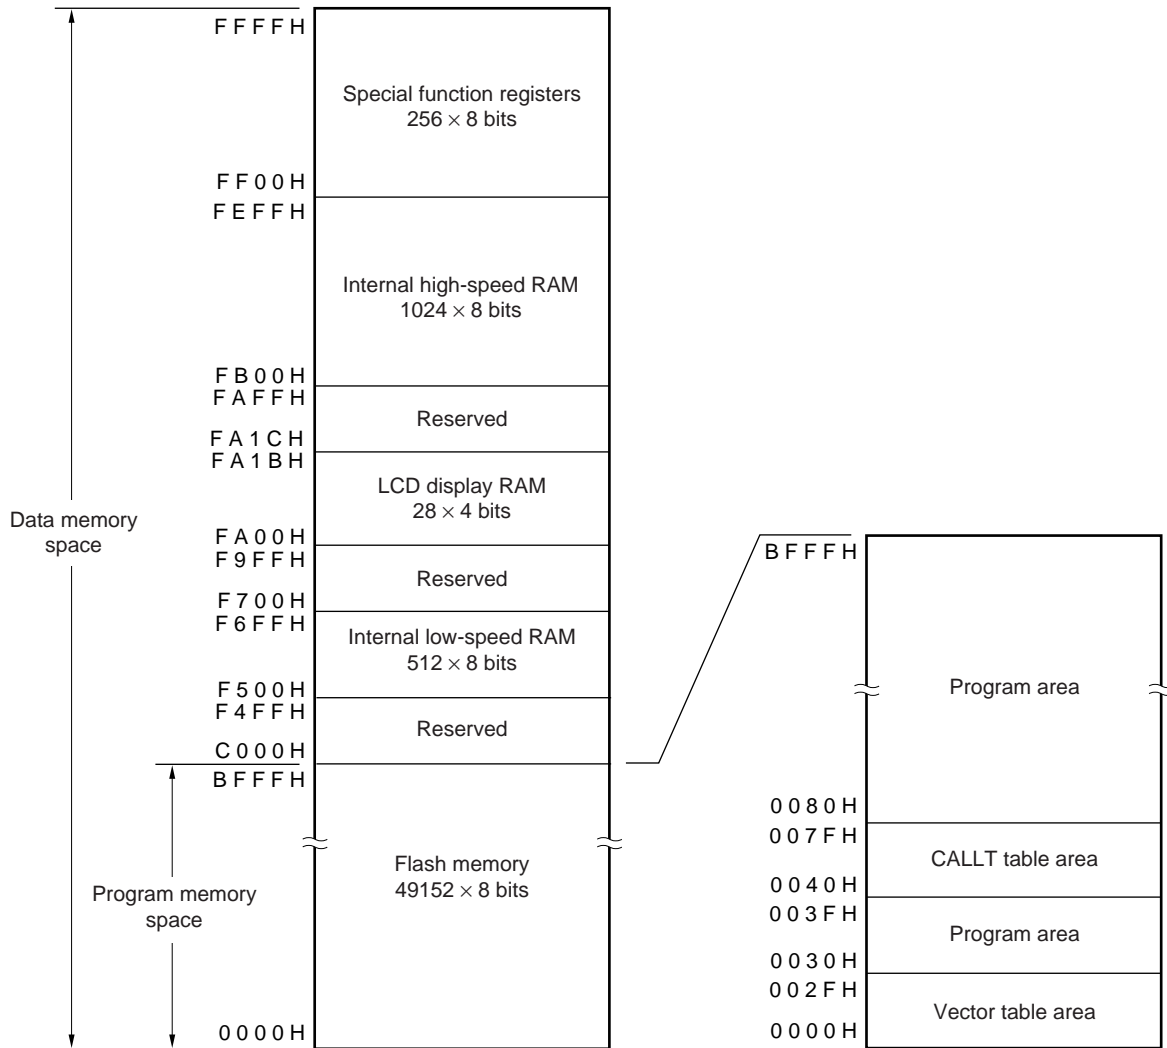 FFFFH
Special function registers
256 × 8 bits
FF00H
FEFFH
Internal high-speed RAM
1024 × 8 bits
FB00H
FAFFH
Reserved
FA1CH
FA1BH
LCD display RAM
28 × 4 bits
Data memory
space
FA00H
F9FFH
Reserved
F700H
F6FFH
Internal low-speed RAM
512 × 8 bits
F500H
F4FFH
Reserved
C000H
BFFFH
Flash memory
49152 × 8 bits
Program memory
space
0000H
BFFFH
Program area
0080H
007FH
CALLT table area
0040H
003FH
Program area
0030H
002FH
Vector table area
0000H